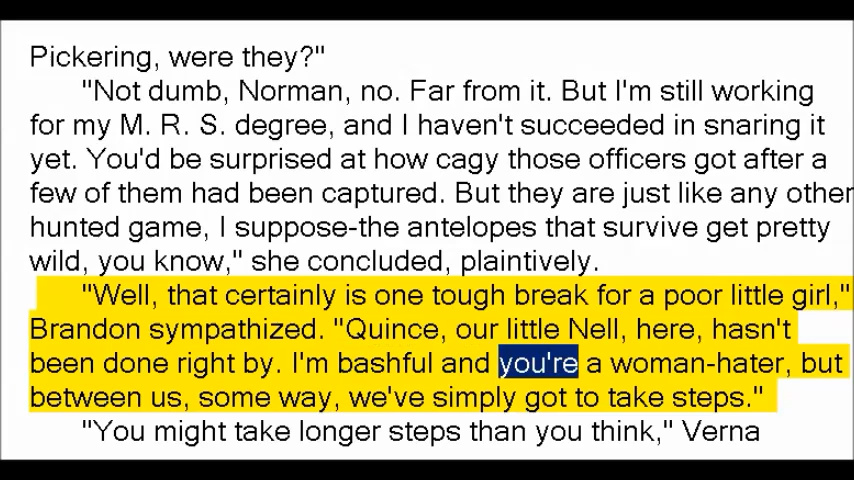 Pickering, were they?"
"Not dumb, Norman, no. Far from it. But I'm still working
for my M. R. S. degree, and I haven't succeeded in snaring it
yet. You'd be surprised at how cagy those officers got after a
few of them had been captured. But they are just like any other
hunted game, I suppose-the antelopes that survive get pretty
wild, you know," she concluded, plaintively.
"Well, that certainly is one tough break for a poor little girl,"
Brandon sympathized. "Quince, our little Nell, here, hasn't
been done right by. I'm bashful and you're a woman-hater, but
between us, some way, we've simply got to take steps."
"You might take longer steps than you think," Verna